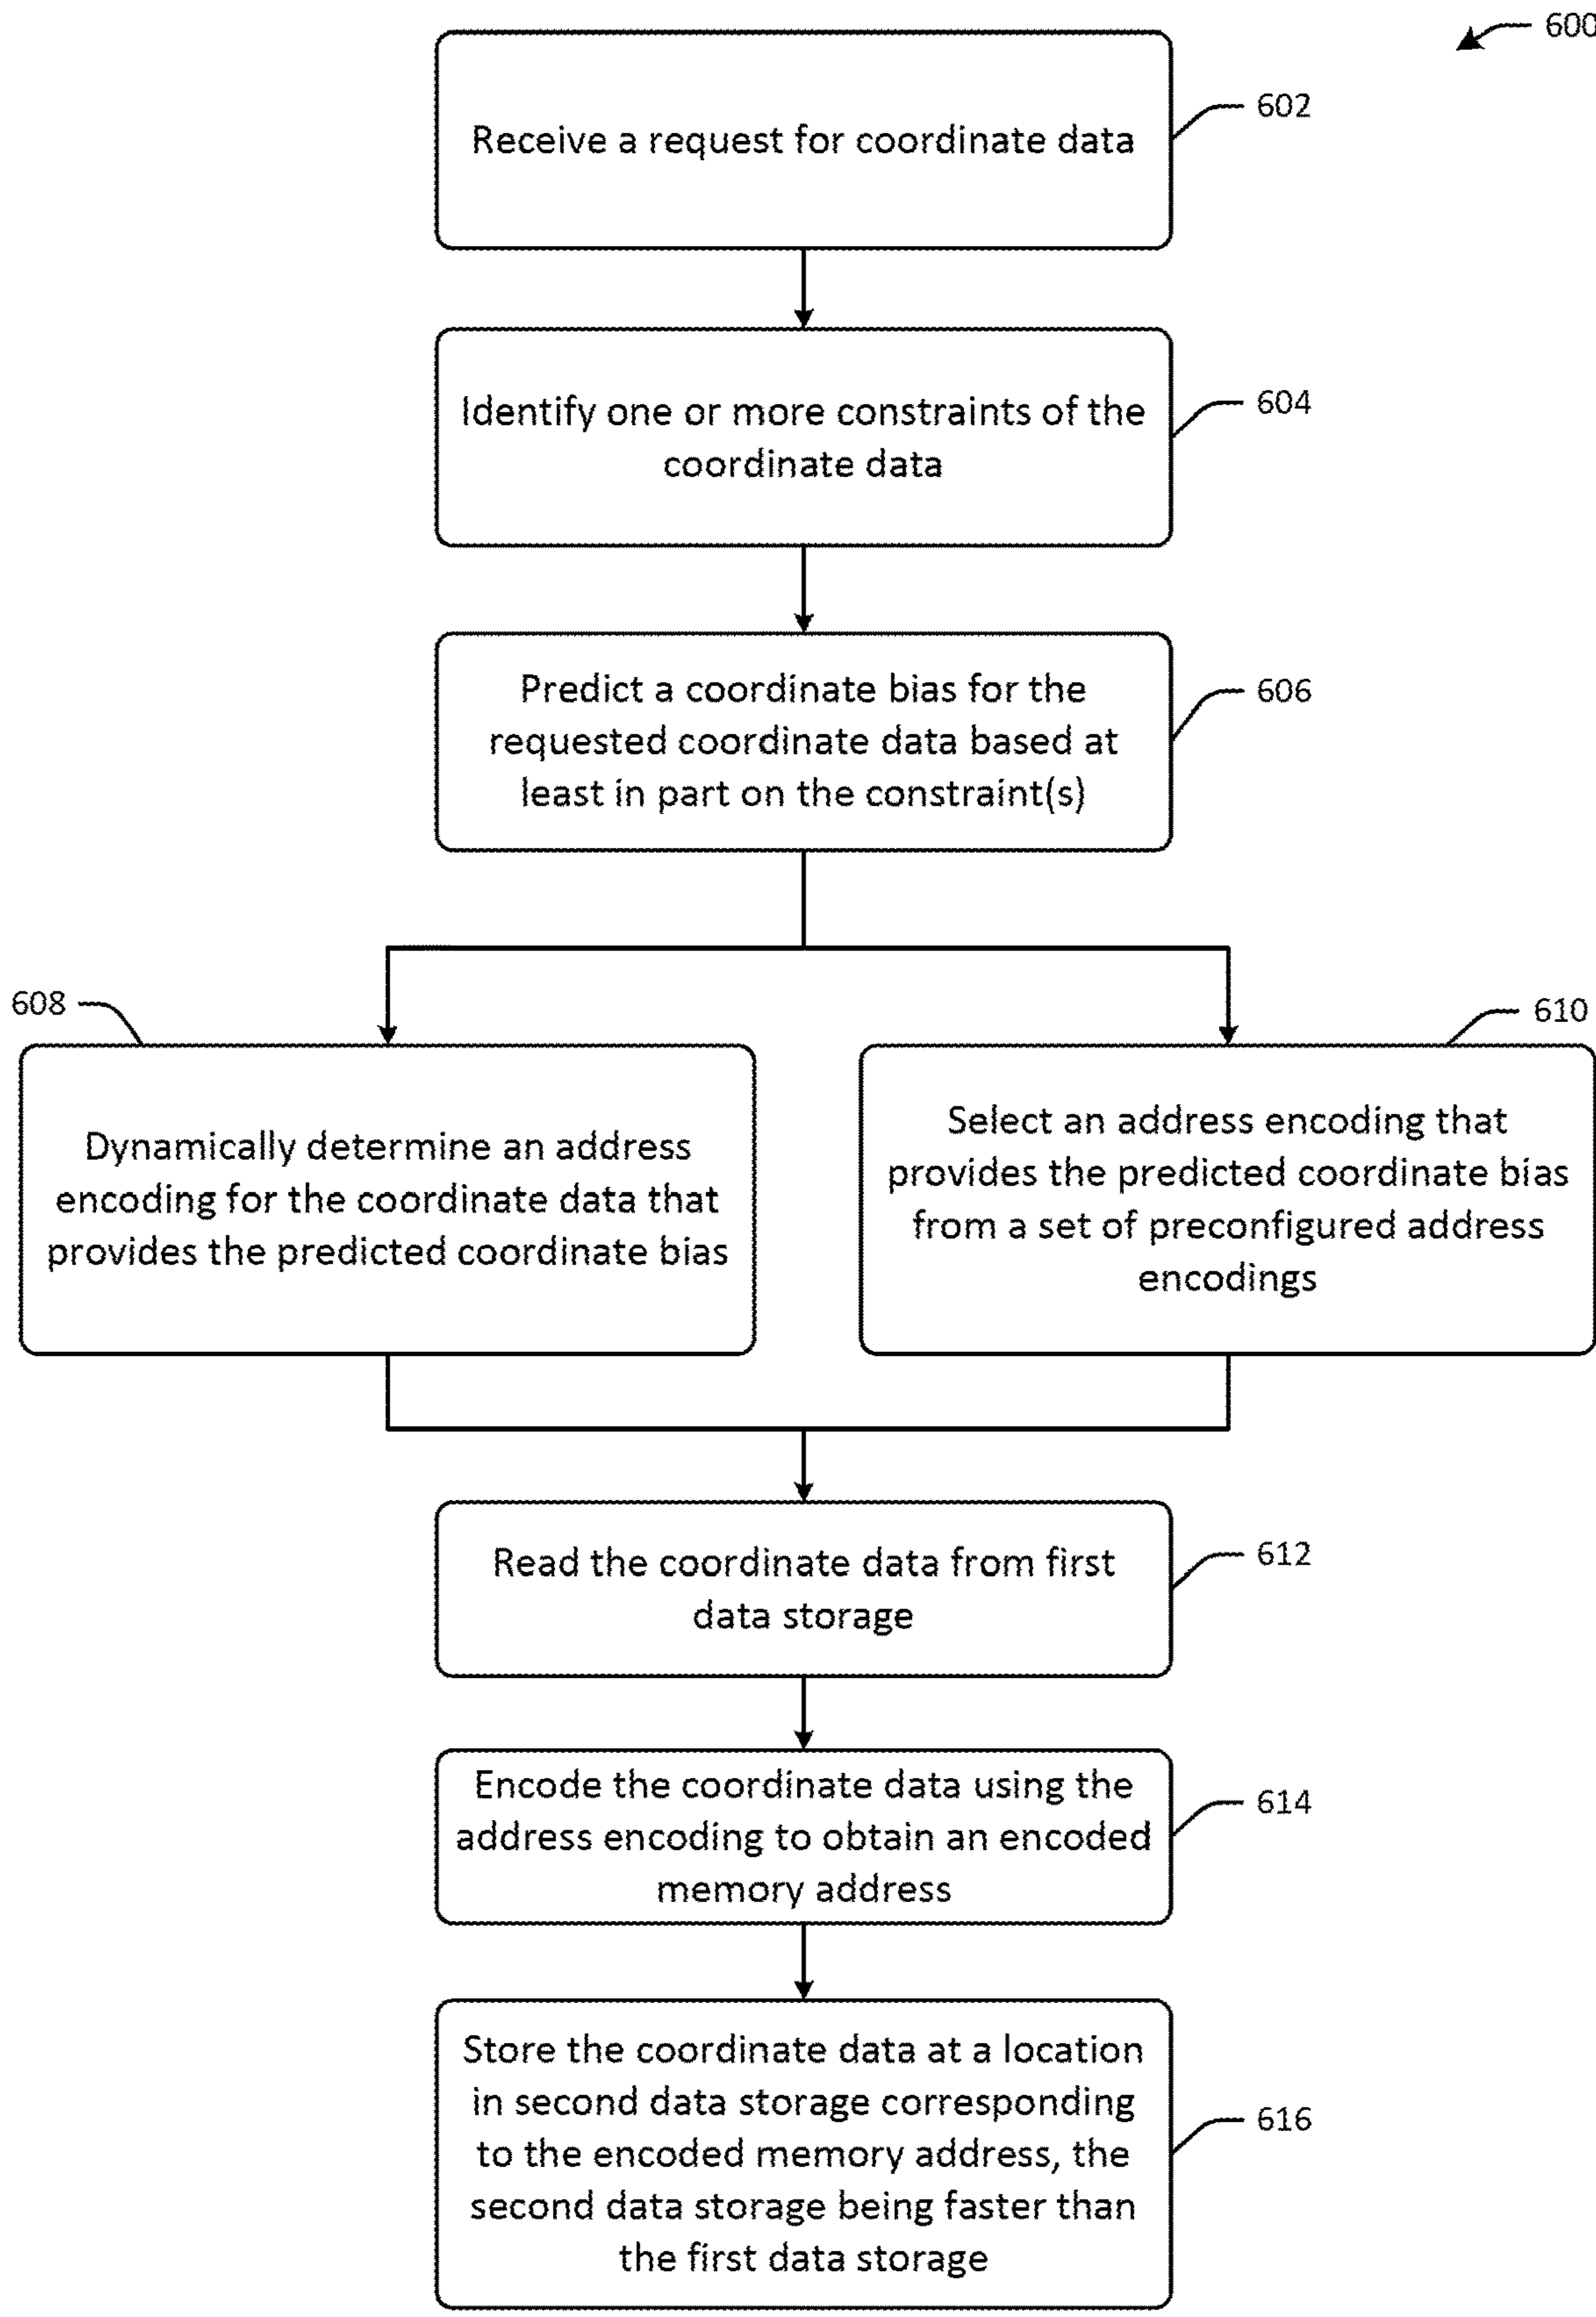 600
Receive a request for coordinate data
602
Identify one or more constraints of the
coordinate data
604
Predict a coordinate bias for the
requested coordinate data based at
least in part on the constraint(s)
606
608
Dynamically determine an address
encoding for the coordinate data that
provides the predicted coordinate bias
610
Select an address encoding that
provides the predicted coordinate bias
from a set of preconfigured address
encodings
Read the coordinate data from first
data storage
612
Encode the coordinate data using the
address encoding to obtain an encoded
memory address
614
Store the coordinate data at a location
in second data storage corresponding
to the encoded memory address, the
second data storage being faster than
the first data storage
616